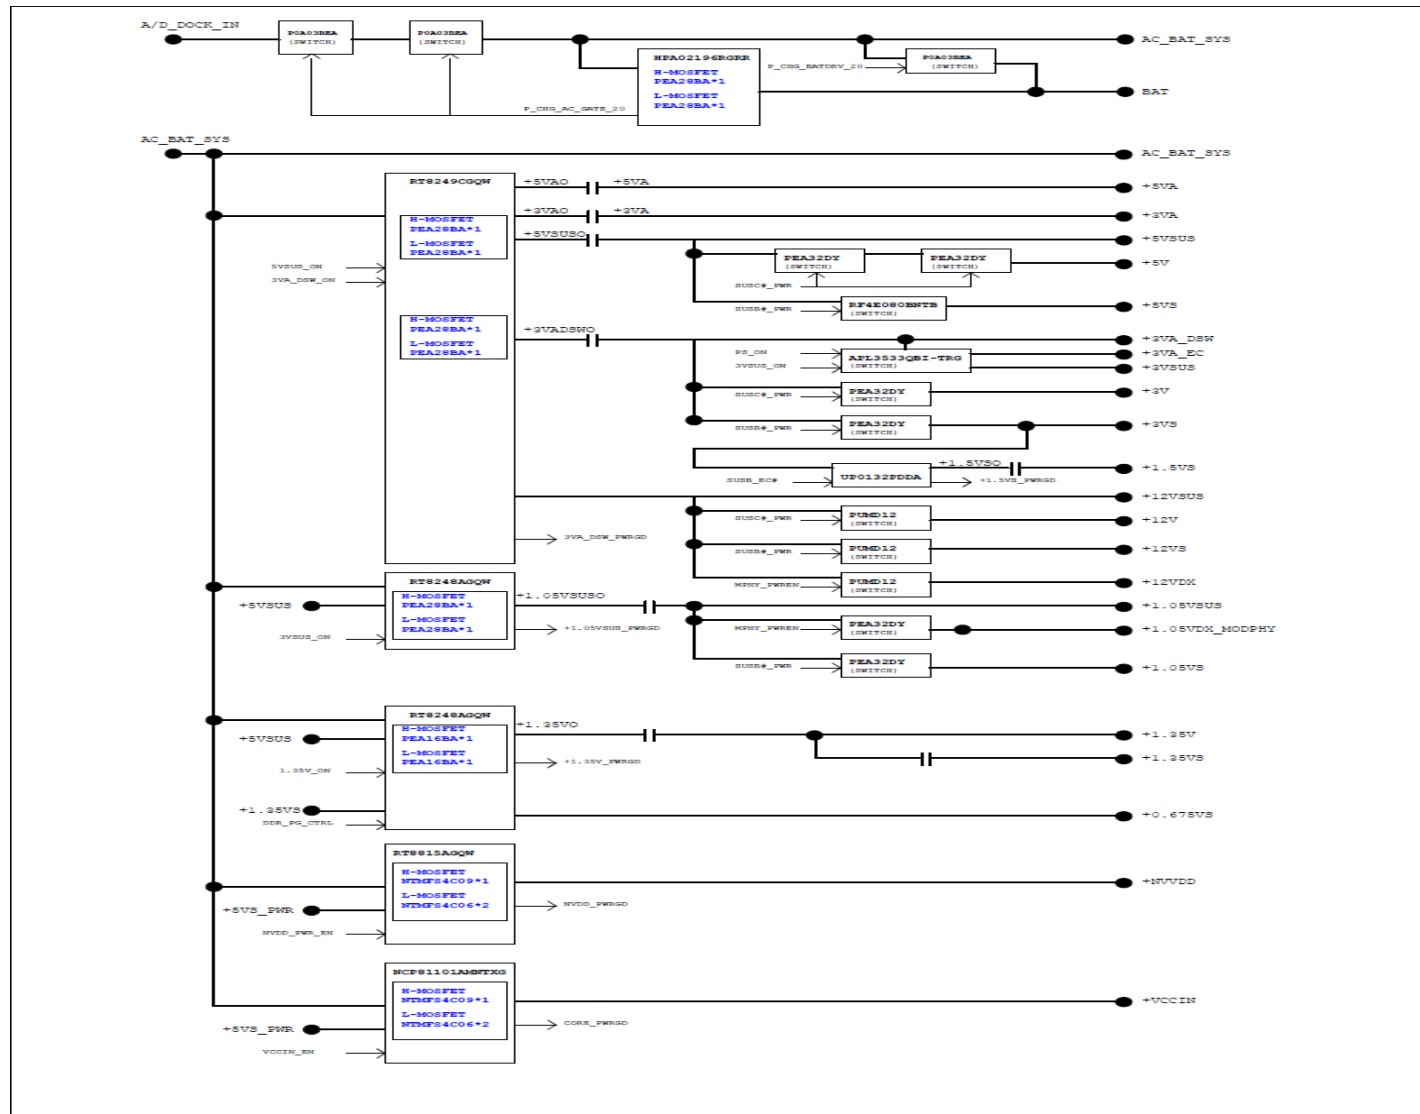 A/D_DOCK_IN
P0A03BEA
(SWITCH)
P0A03BEA
(SWITCH)
AC_BAT_SYS
HPA02196RGRR
H-MOSFET
PEA28BA*1
L-MOSFET
PEA28BA*1
P_CHG_BATDRV_20
P0A03BEA
(SWITCH)
BAT
P_CHG_AC_GATE_20
AC_BAT_SYS
AC_BAT_SYS
RT8249CGQW
+5VAO
+5VA
+5VA
+3VAO
+3VA
+3VA
H-MOSFET
PEA28BA*1
L-MOSFET
PEA28BA*1
+5VSUSO
+5VSUS
PEA32DY
(SWITCH)
PEA32DY
(SWITCH)
+5V
5VSUS_ON
3VA_DSW_ON
SUSC#_PWR
SUSB#_PWR
RF4E080BNTB
(SWITCH)
+5VS
H-MOSFET
PEA28BA*1
L-MOSFET
PEA28BA*1
+3VADSWO
+3VA_DSW
PS_ON
3VSUS_ON
APL3533QBI-TRG
(SWITCH)
+3VA_EC
+3VSUS
SUSC#_PWR
PEA32DY
(SWITCH)
+3V
SUSB#_PWR
PEA32DY
(SWITCH)
+3VS
SUSB_EC#
UP0132PDDA
+1.5VSO
+1.5VS_PWRGD
+1.5VS
+12VSUS
SUSC#_PWR
PUMD12
(SWITCH)
+12V
3VA_DSW_PWRGD
SUSB#_PWR
PUMD12
(SWITCH)
+12VS
MPHY_PWREN
PUMD12
(SWITCH)
+12VDX
RT8248AGQW
H-MOSFET
PEA28BA*1
L-MOSFET
PEA28BA*1
+5VSUS
3VSUS_ON
+1.05VSUSO
+1.05VSUS_PWRGD
+1.05VSUS
MPHY_PWREN
PEA32DY
(SWITCH)
+1.05VDX_MODPHY
SUSB#_PWR
PEA32DY
(SWITCH)
+1.05VS
RT8248AGQW
H-MOSFET
PEA16BA*1
L-MOSFET
PEA16BA*1
+5VSUS
1.35V_ON
+1.35VO
+1.35V_PWRGD
+1.35V
+1.35VS
+1.35VS
DDR_PG_CTRL
+0.675VS
RT8815AGQW
H-MOSFET
NTMFS4C09*1
L-MOSFET
NTMFS4C06*2
+5VS_PWR
NVDD_PWR_EN
NVDD_PWRGD
+NVVDD
NCP81101AMNTXG
H-MOSFET
NTMFS4C09*1
L-MOSFET
NTMFS4C06*2
+5VS_PWR
VCCIN_EN
CORE_PWRGD
+VCCIN